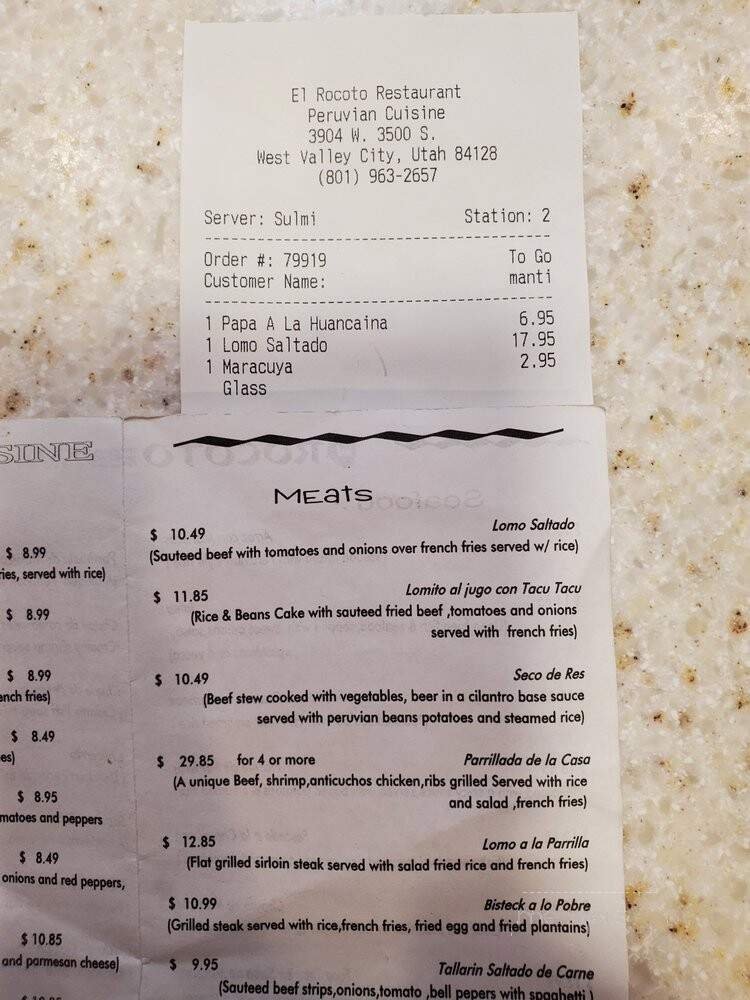 El Rocoto Restaurant
Peruvian Cuisine
3904 W. 3500 S.
West Valley City, Utah 84128
(801) 963-2657
Server: Sulmi Station: 2
Order #: 79919 To Go
Customer Name: manti
1 Papa A La Huancaina 6.95
1 Lomo Saltado 17.95
1 Maracuya 2.95
Glass
SINE
$ 8.99
ries, served with rice)
$ 8.99
$ 8.99
ench fries)
$ 8.49
es)
$ 8.95
matoes and peppers
$ 8.49
onions and red peppers,
$ 10.85
and parmesan cheese)
MEats
$ 10.49 Lomo Saltado
(Sauteed beef with tomatoes and onions over french fries served w/ rice)
$ 11.85 Lomito al jugo con Tacu Tacu
(Rice & Beans Cake with sauteed fried beef ,tomatoes and onions
served with french fries)
$ 10.49 Seco de Res
(Beef stew cooked with vegetables, beer in a cilantro base sauce
served with peruvian beans potatoes and steamed rice)
$ 29.85 for 4 or more Parrillada de la Casa
(A unique Beef, shrimp,anticuchos chicken,ribs grilled Served with rice
and salad ,french fries)
$ 12.85 Lomo a la Parrilla
(Flat grilled sirloin steak served with salad fried rice and french fries)
$ 10.99 Bisteck a lo Pobre
(Grilled steak served with rice,french fries, fried egg and fried plantains)
$ 9.95 Tallarin Saltado de Carne
(Sauteed beef strips,onions,tomato ,bell pepers with spaghetti )